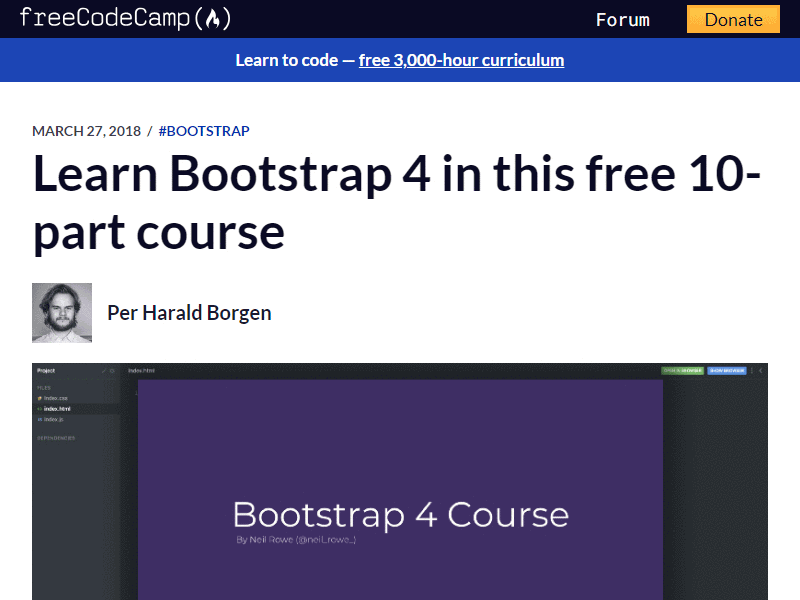 freeCodeCamp(🔥)
Forum
Donate
Learn to code — free 3,000-hour curriculum
MARCH 27, 2018 / #BOOTSTRAP
Learn Bootstrap 4 in this free 10-
part course
Per Harald Borgen
Project
index.html
FILES
index.css
index.html
index.js
DEPENDENCIES
Bootstrap 4 Course
By Neil Rowe (@neil_rowe_)